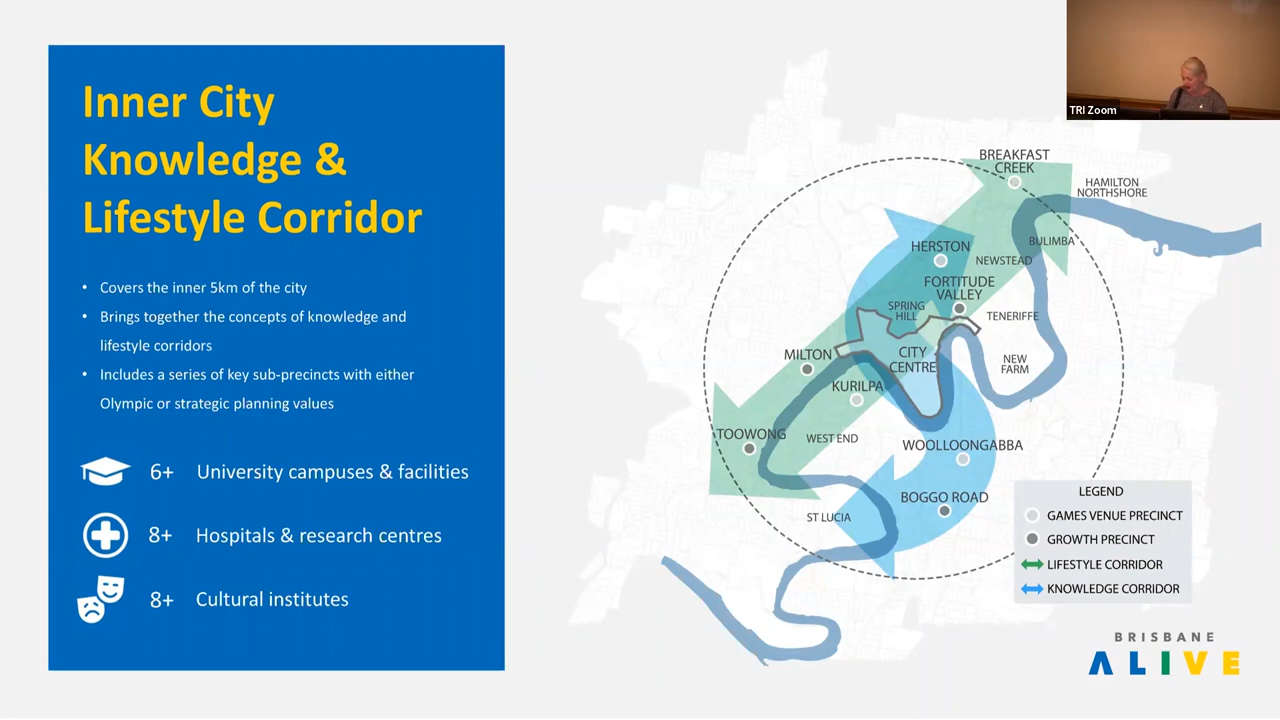 Inner City
Knowledge &
Lifestyle Corridor
• Covers the inner 5km of the city
• Brings together the concepts of knowledge and
lifestyle corridors
• Includes a series of key sub-precincts with either
Olympic or strategic planning values
6+ University campuses & facilities
8+ Hospitals & research centres
8+ Cultural institutes
TRI Zoom
BREAKFAST
CREEK
HAMILTON
NORTHSHORE
HERSTON
BULIMBA
NEWSTEAD
FORTITUDE
VALLEY
SPRING
HILL
TENERIFFE
MILTON
CITY
CENTRE
NEW
FARM
KURILPA
TOOWONG
WEST END
WOOLLOONGABBA
BOGGO ROAD
ST LUCIA
LEGEND
GAMES VENUE PRECINCT
GROWTH PRECINCT
LIFESTYLE CORRIDOR
KNOWLEDGE CORRIDOR
BRISBANE
ALIVE